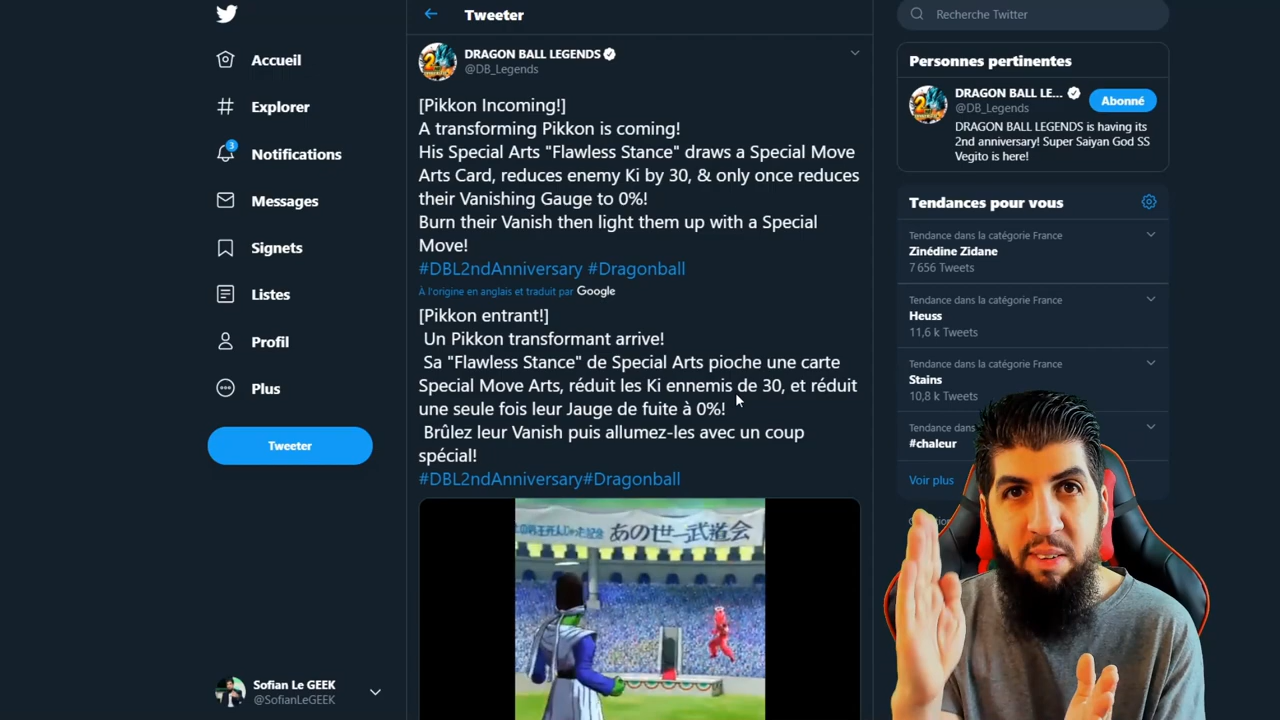 Accueil
Explorer
3
Notifications
Messages
Signets
Listes
Profil
Plus
Tweeter
Sofian Le GEEK
@SofianLeGEEK
Tweeter
DRAGON BALL LEGENDS
@DB_Legends
[Pikkon Incoming!]
A transforming Pikkon is coming!
His Special Arts "Flawless Stance" draws a Special Move
Arts Card, reduces enemy Ki by 30, & only once reduces
their Vanishing Gauge to 0%!
Burn their Vanish then light them up with a Special
Move!
#DBL2ndAnniversary #Dragonball
À l'origine en anglais et traduit par Google
[Pikkon entrant!]
Un Pikkon transformant arrive!
Sa "Flawless Stance" de Special Arts pioche une carte
Special Move Arts, réduit les Ki ennemis de 30, et réduit
une seule fois leur Jauge de fuite à 0%!
Brûlez leur Vanish puis allumez-les avec un coup
spécial!
#DBL2ndAnniversary#Dragonball
あの世一武道会
Recherche Twitter
Personnes pertinentes
DRAGON BALL LE...
@DB_Legends
Abonné
DRAGON BALL LEGENDS is having its
2nd anniversary! Super Saiyan God SS
Vegito is here!
Tendances pour vous
Tendance dans la catégorie France
Zinédine Zidane
7 656 Tweets
Tendance dans la catégorie France
Heuss
11,6 k Tweets
Tendance dans la catégorie France
Stains
10,8 k Tweets
Tendance dans
#chaleur
Voir plus